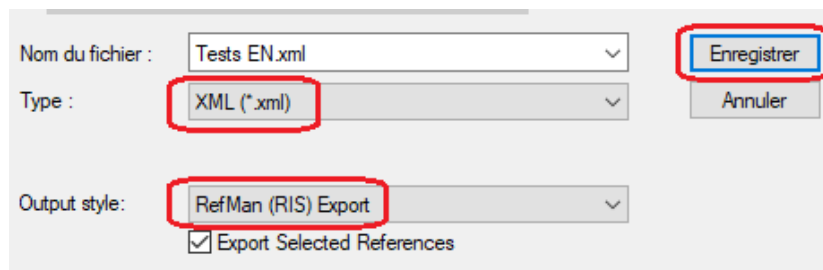 Nom du fichier : Tests EN.xml Enregistrer
Type : XML (*.xml) Annuler
Output style: RefMan (RIS) Export
Export Selected References